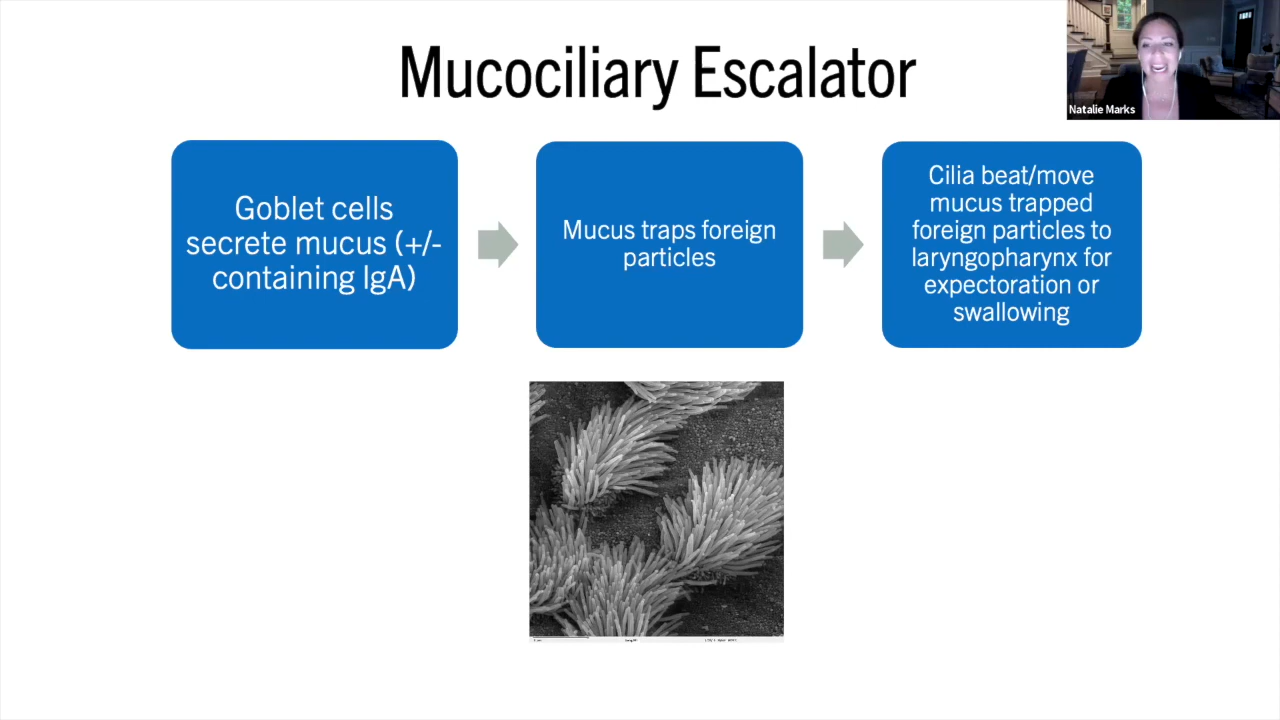 Mucociliary Escalator
Natalie Marks
Goblet cells
secrete mucus (+/-
containing IgA)
Mucus traps foreign
particles
Cilia beat/move
mucus trapped
foreign particles to
laryngopharynx for
expectoration or
swallowing